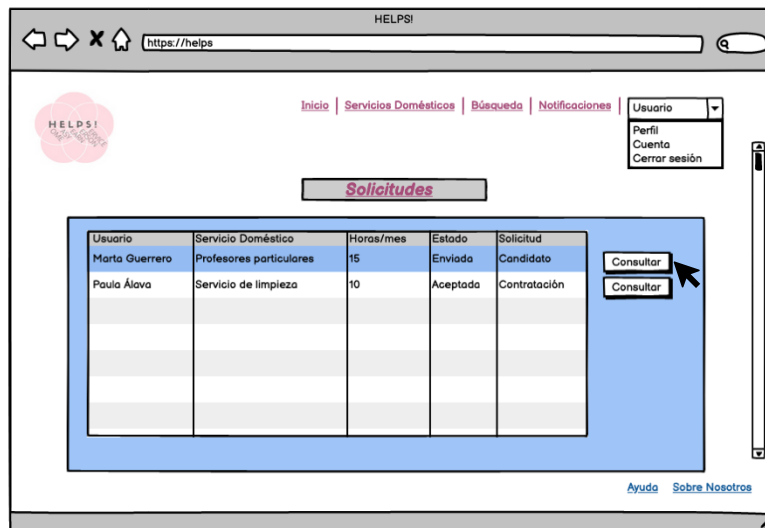 HELPS!
https://helps
HELPS!
Inicio Servicios Domésticos Búsqueda Notificaciones Usuario
Perfil
Cuenta
Cerrar sesión
Solicitudes
Usuario Servicio Doméstico Horas/mes Estado Solicitud
Marta Guerrero Profesores particulares 15 Enviada Candidato Consultar
Paula Álava Servicio de limpieza 10 Aceptada Contratación Consultar
Ayuda Sobre Nosotros